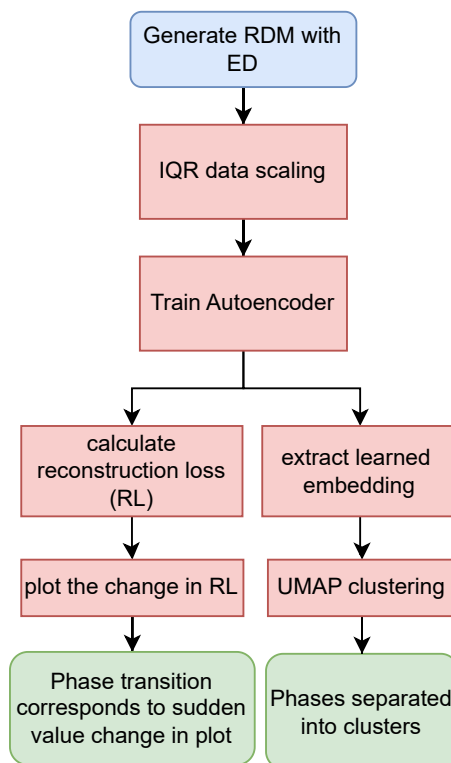 Generate RDM with
ED
IQR data scaling
Train Autoencoder
calculate
reconstruction loss
(RL)
extract learned
embedding
plot the change in RL
UMAP clustering
Phase transition
corresponds to sudden
value change in plot
Phases separated
into clusters